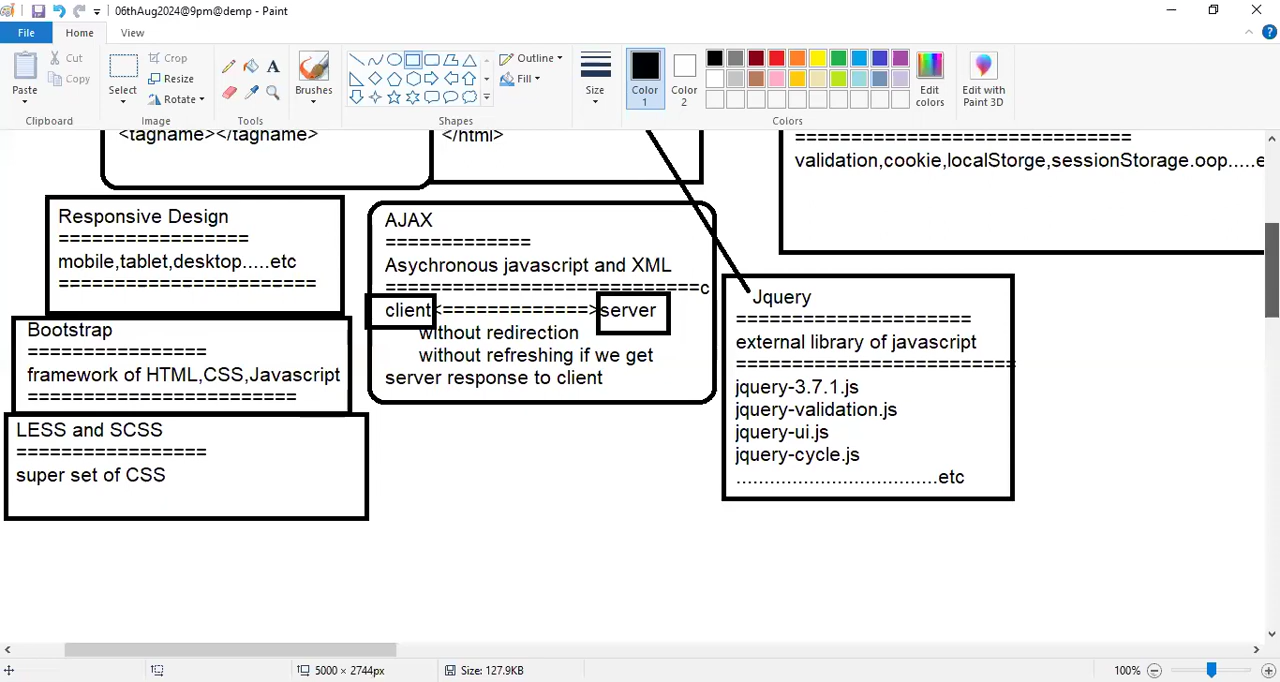 06thAug2024@9pm@demp - Paint
File
Home
View
Paste
Cut
Copy
Clipboard
Select
Crop
Resize
Rotate
Image
A
Tools
Brushes
Outline
Fill
Shapes
Size
Color
1
Color
2
Edit
colors
Edit with
Paint 3D
Colors
<tagname></tagname>
</html>
=============================
validation,cookie,localStorge,sessionStorage.oop.....e
Responsive Design
=================
mobile,tablet,desktop.....etc
=======================
AJAX
=============
Asychronous javascript and XML
============================c
client<=============>server
without redirection
without refreshing if we get
server response to client
Jquery
=====================
external library of javascript
=========================
jquery-3.7.1.js
jquery-validation.js
jquery-ui.js
jquery-cycle.js
....................................etc
Bootstrap
================
framework of HTML,CSS,Javascript
========================
LESS and SCSS
=================
super set of CSS
5000 × 2744px
Size: 127.9KB
100%